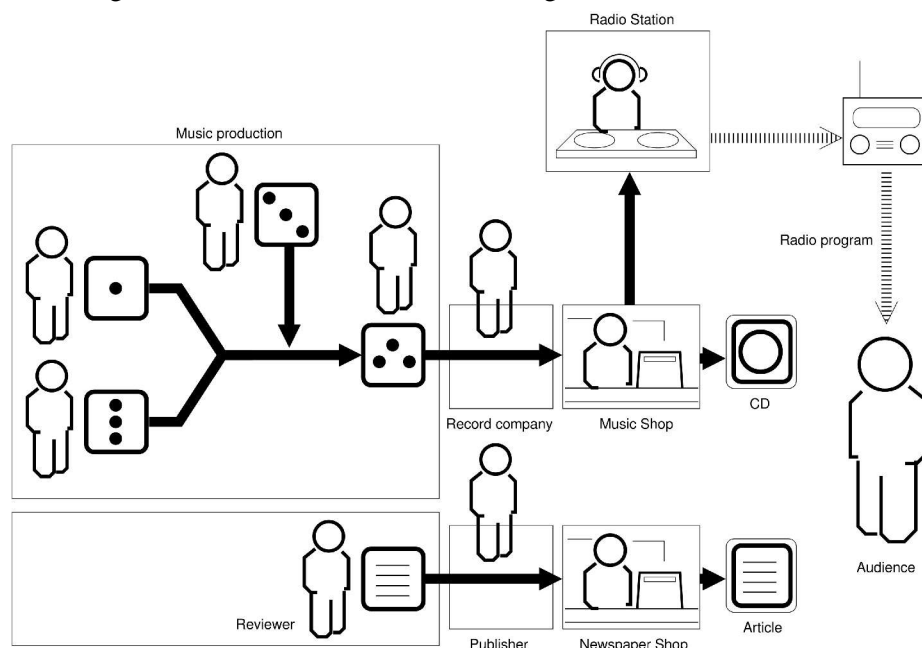 Radio Station
Music production
Radio program
Record company
Music Shop
CD
Audience
Reviewer
Publisher
Newspaper Shop
Article